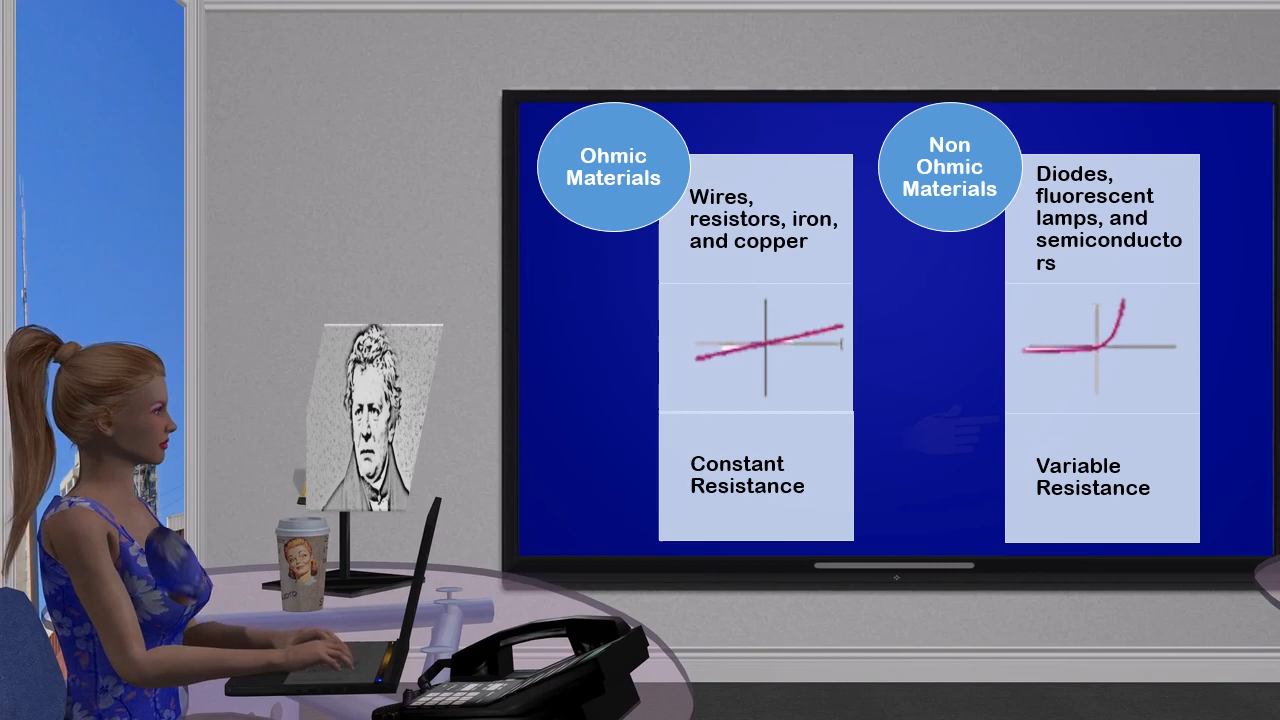 Ohmic
Materials
Wires,
resistors, iron,
and copper
Constant
Resistance
Non
Ohmic
Materials
Diodes,
fluorescent
lamps, and
semiconducto
rs
Variable
Resistance